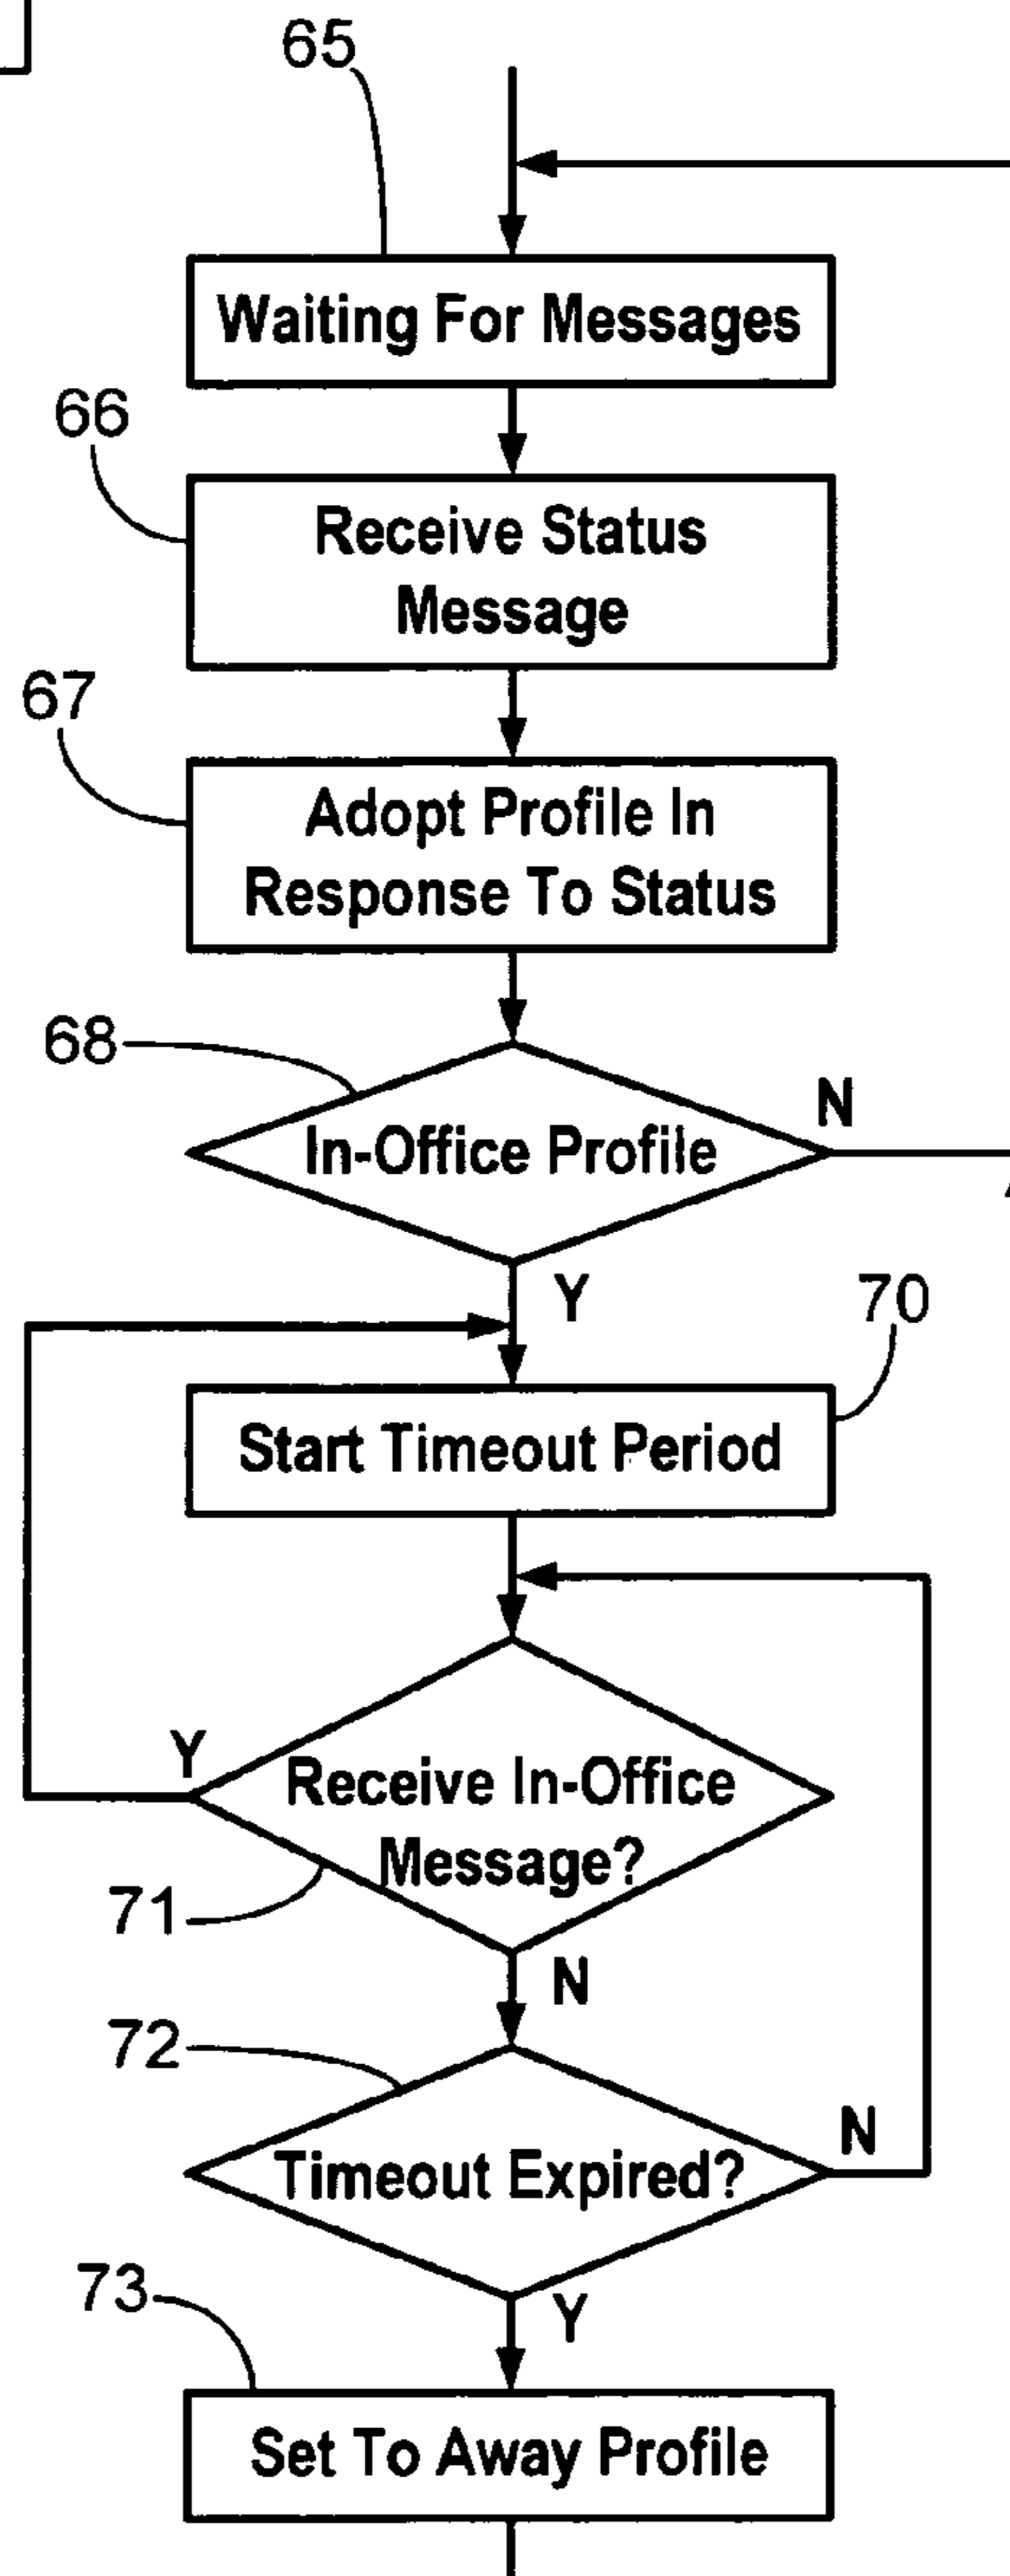 65
Waiting For Messages
66
Receive Status
Message
67
Adopt Profile In
Response To Status
68
In-Office Profile
N
Y
70
Start Timeout Period
Y
Receive In-Office
Message?
71
N
72
Timeout Expired?
N
73
Y
Set To Away Profile